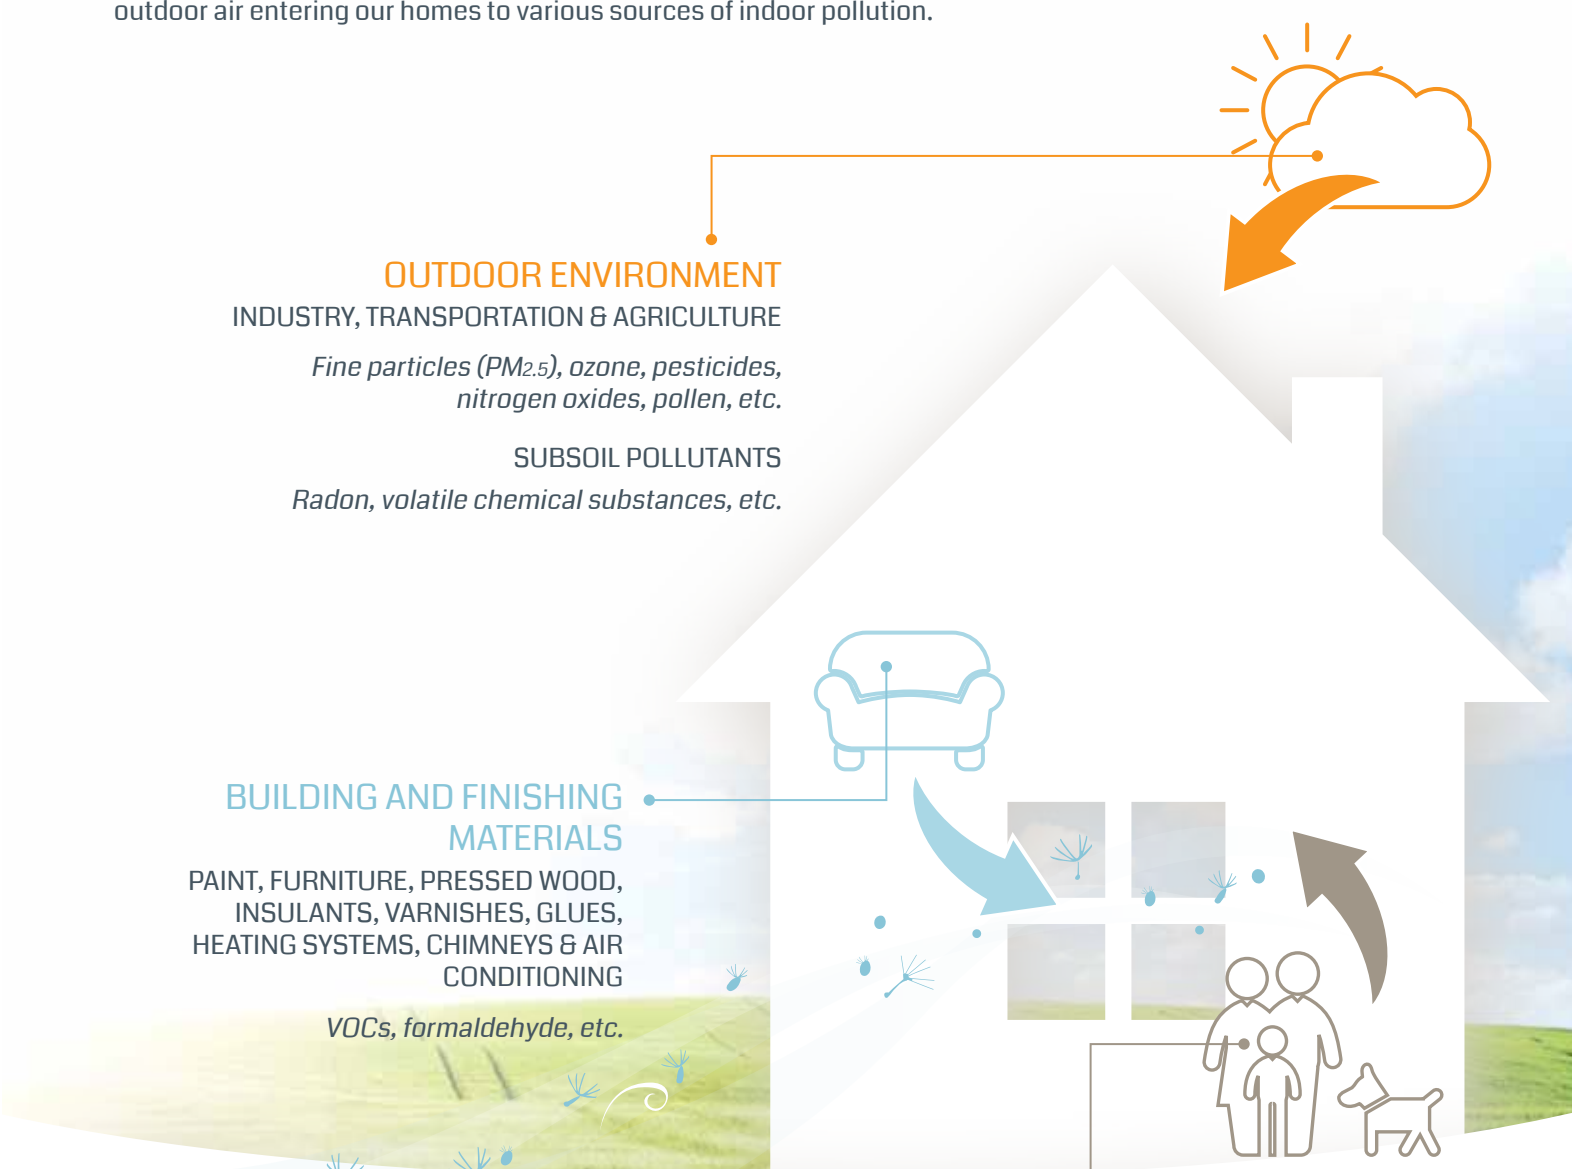 outdoor air entering our homes to various sources of indoor pollution.
OUTDOOR ENVIRONMENT
INDUSTRY, TRANSPORTATION & AGRICULTURE
Fine particles (PM2.5), ozone, pesticides,
nitrogen oxides, pollen, etc.
SUBSOIL POLLUTANTS
Radon, volatile chemical substances, etc.
BUILDING AND FINISHING
MATERIALS
PAINT, FURNITURE, PRESSED WOOD,
INSULANTS, VARNISHES, GLUES,
HEATING SYSTEMS, CHIMNEYS & AIR
CONDITIONING
VOCs, formaldehyde, etc.